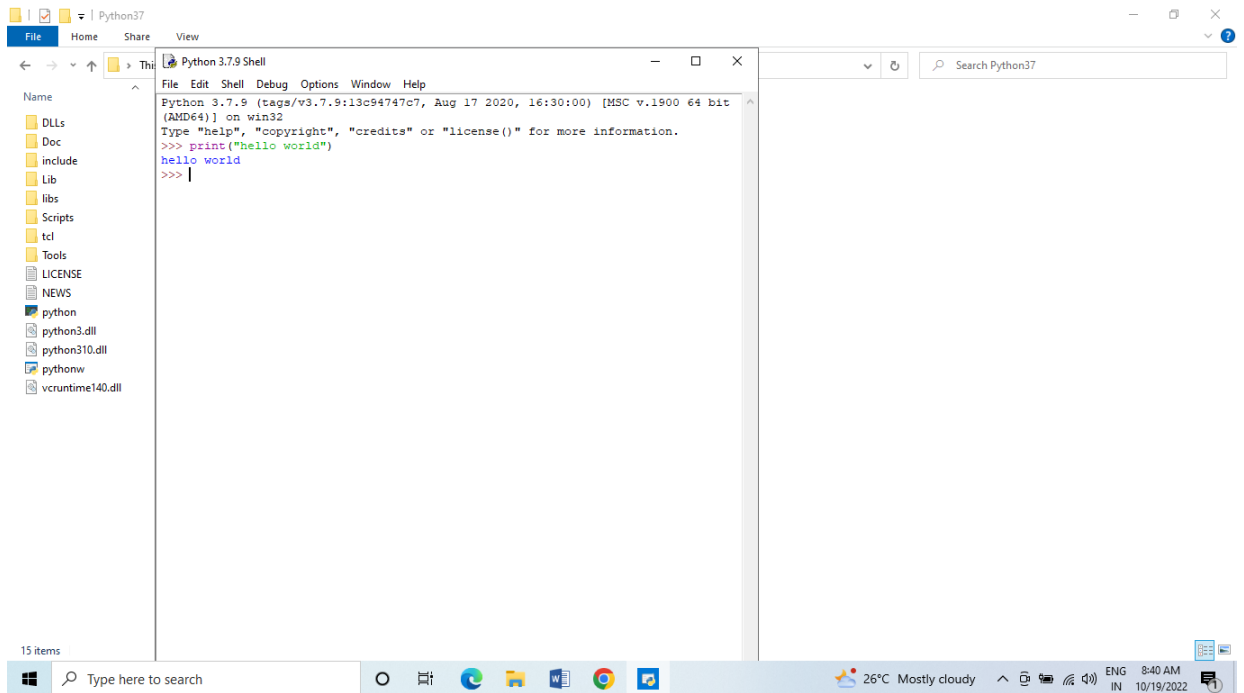 Python37
File Home Share View
Thi
Search Python37
Name
DLLs
Doc
include
Lib
libs
Scripts
tcl
Tools
LICENSE
NEWS
python
python3.dll
python310.dll
pythonw
vcruntime140.dll
15 items
Python 3.7.9 Shell
File Edit Shell Debug Options Window Help
Python 3.7.9 (tags/v3.7.9:13c94747c7, Aug 17 2020, 16:30:00) [MSC v.1900 64 bit
(AMD64)] on win32
Type "help", "copyright", "credits" or "license()" for more information.
>>> print("hello world")
hello world
>>>
Type here to search
26°C Mostly cloudy
ENG
IN
8:40 AM
10/19/2022
1